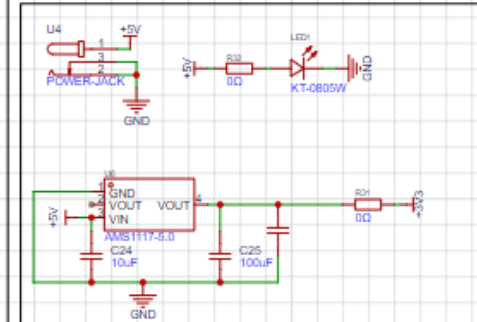 U4
+5V
1
3
2
POWER-JACK
GND
+5V
R32
0Ω
LED1
KT-0805W
GND
U6
GND
VOUT
VIN
VOUT
+5V
AMS1117-5.0
C24
10uF
C25
100uF
R31
0Ω
+3V3
GND